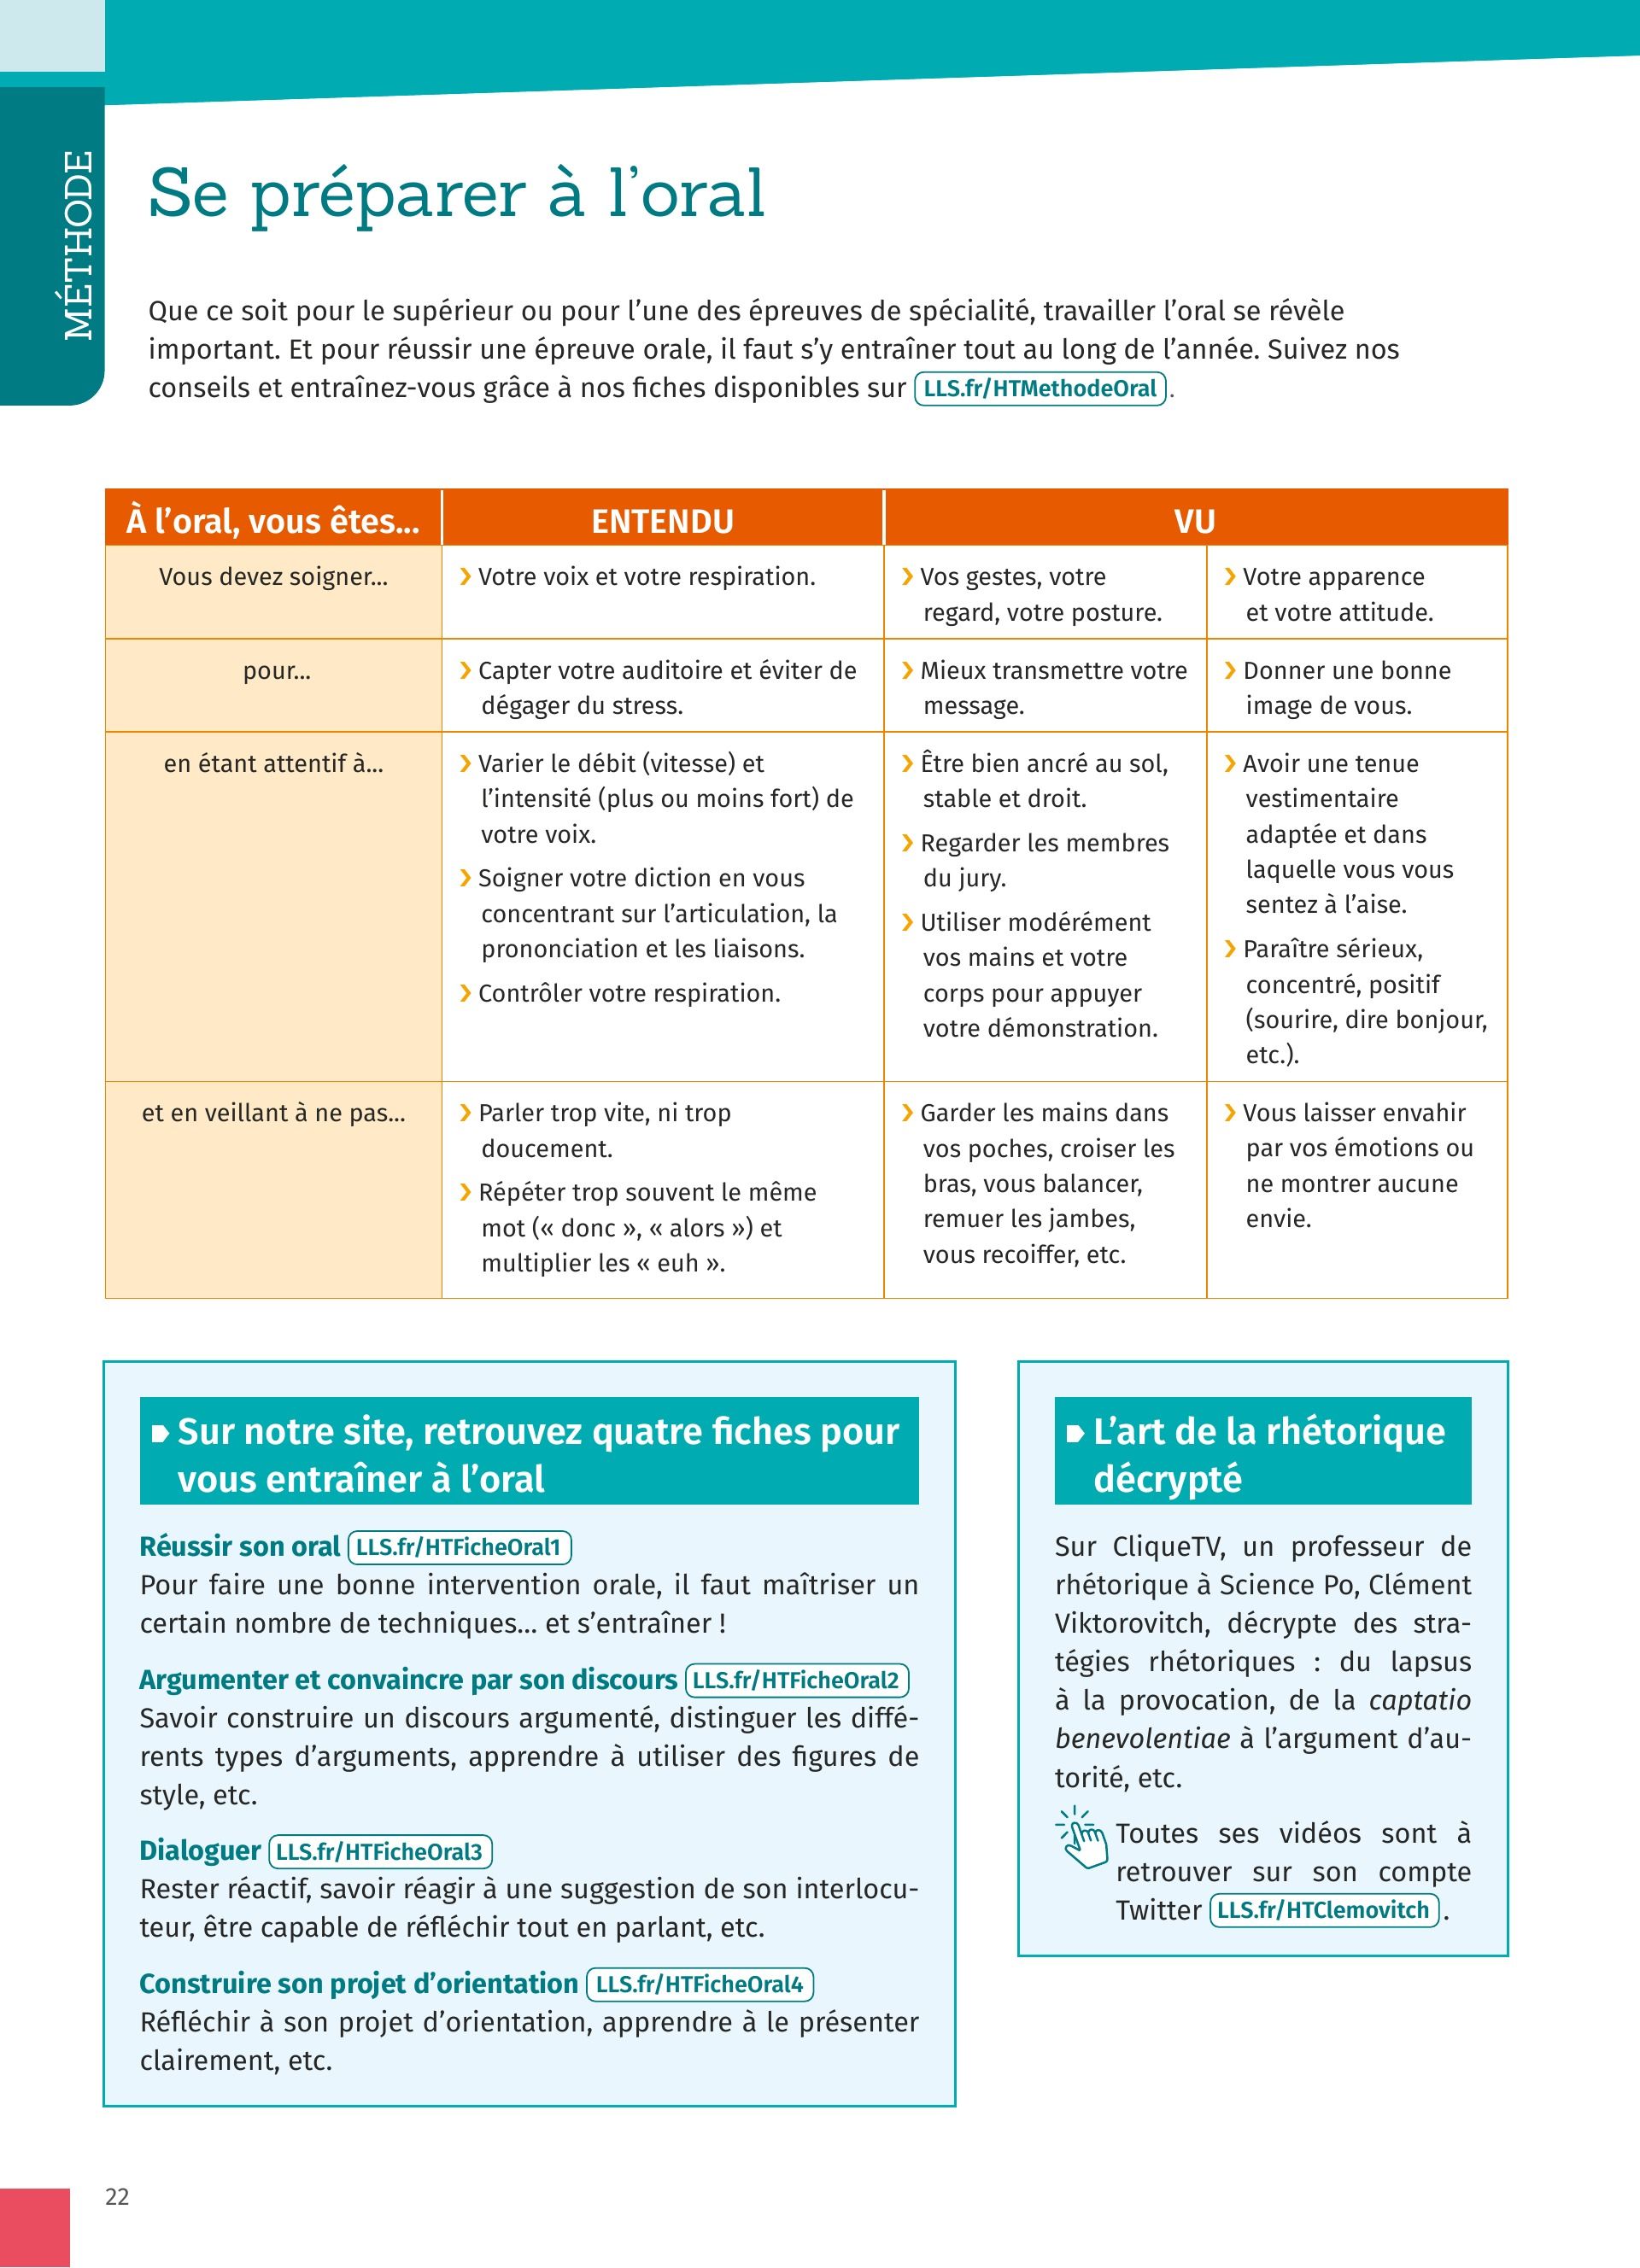 MÉTHODE
Se préparer à l'oral
Que ce soit pour le supérieur ou pour l'une des épreuves de spécialité, travailler l'oral se révèle
important. Et pour réussir une épreuve orale, il faut s'y entraîner tout au long de l'année. Suivez nos
conseils et entraînez-vous grâce à nos fiches disponibles sur LLS.fr/HTMethodeOral.
À l'oral, vous êtes...
ENTENDU
VU
Vous devez soigner...
› Votre voix et votre respiration.
› Vos gestes, votre
regard, votre posture.
› Votre apparence
et votre attitude.
pour...
› Capter votre auditoire et éviter de
dégager du stress.
› Mieux transmettre votre
message.
› Donner une bonne
image de vous.
en étant attentif à...
› Varier le débit (vitesse) et
l'intensité (plus ou moins fort) de
votre voix.
› Soigner votre diction en vous
concentrant sur l'articulation, la
prononciation et les liaisons.
› Contrôler votre respiration.
› Être bien ancré au sol,
stable et droit.
› Regarder les membres
du jury.
› Utiliser modérément
vos mains et votre
corps pour appuyer
votre démonstration.
› Avoir une tenue
vestimentaire
adaptée et dans
laquelle vous vous
sentez à l'aise.
› Paraître sérieux,
concentré, positif
(sourire, dire bonjour,
etc.).
et en veillant à ne pas...
› Parler trop vite, ni trop
doucement.
› Répéter trop souvent le même
mot (« donc », « alors ») et
multiplier les « euh ».
› Garder les mains dans
vos poches, croiser les
bras, vous balancer,
remuer les jambes,
vous recoiffer, etc.
› Vous laisser envahir
par vos émotions ou
ne montrer aucune
envie.
Sur notre site, retrouvez quatre fiches pour
vous entraîner à l'oral
Réussir son oral LLS.fr/HTFicheOral1
Pour faire une bonne intervention orale, il faut maîtriser un
certain nombre de techniques... et s'entraîner !
Argumenter et convaincre par son discours LLS.fr/HTFicheOral2
Savoir construire un discours argumenté, distinguer les diffé-
rents types d'arguments, apprendre à utiliser des figures de
style, etc.
Dialoguer LLS.fr/HTFicheOral3
Rester réactif, savoir réagir à une suggestion de son interlocu-
teur, être capable de réfléchir tout en parlant, etc.
Construire son projet d'orientation LLS.fr/HTFicheOral4
Réfléchir à son projet d'orientation, apprendre à le présenter
clairement, etc.
L'art de la rhétorique
décrypté
Sur CliqueTV, un professeur de
rhétorique à Science Po, Clément
Viktorovitch, décrypte des stra-
tégies rhétoriques : du lapsus
à la provocation, de la captatio
benevolentiae à l'argument d'au-
torité, etc.
Toutes ses vidéos sont à
retrouver sur son compte
Twitter LLS.fr/HTClemovitch.
22